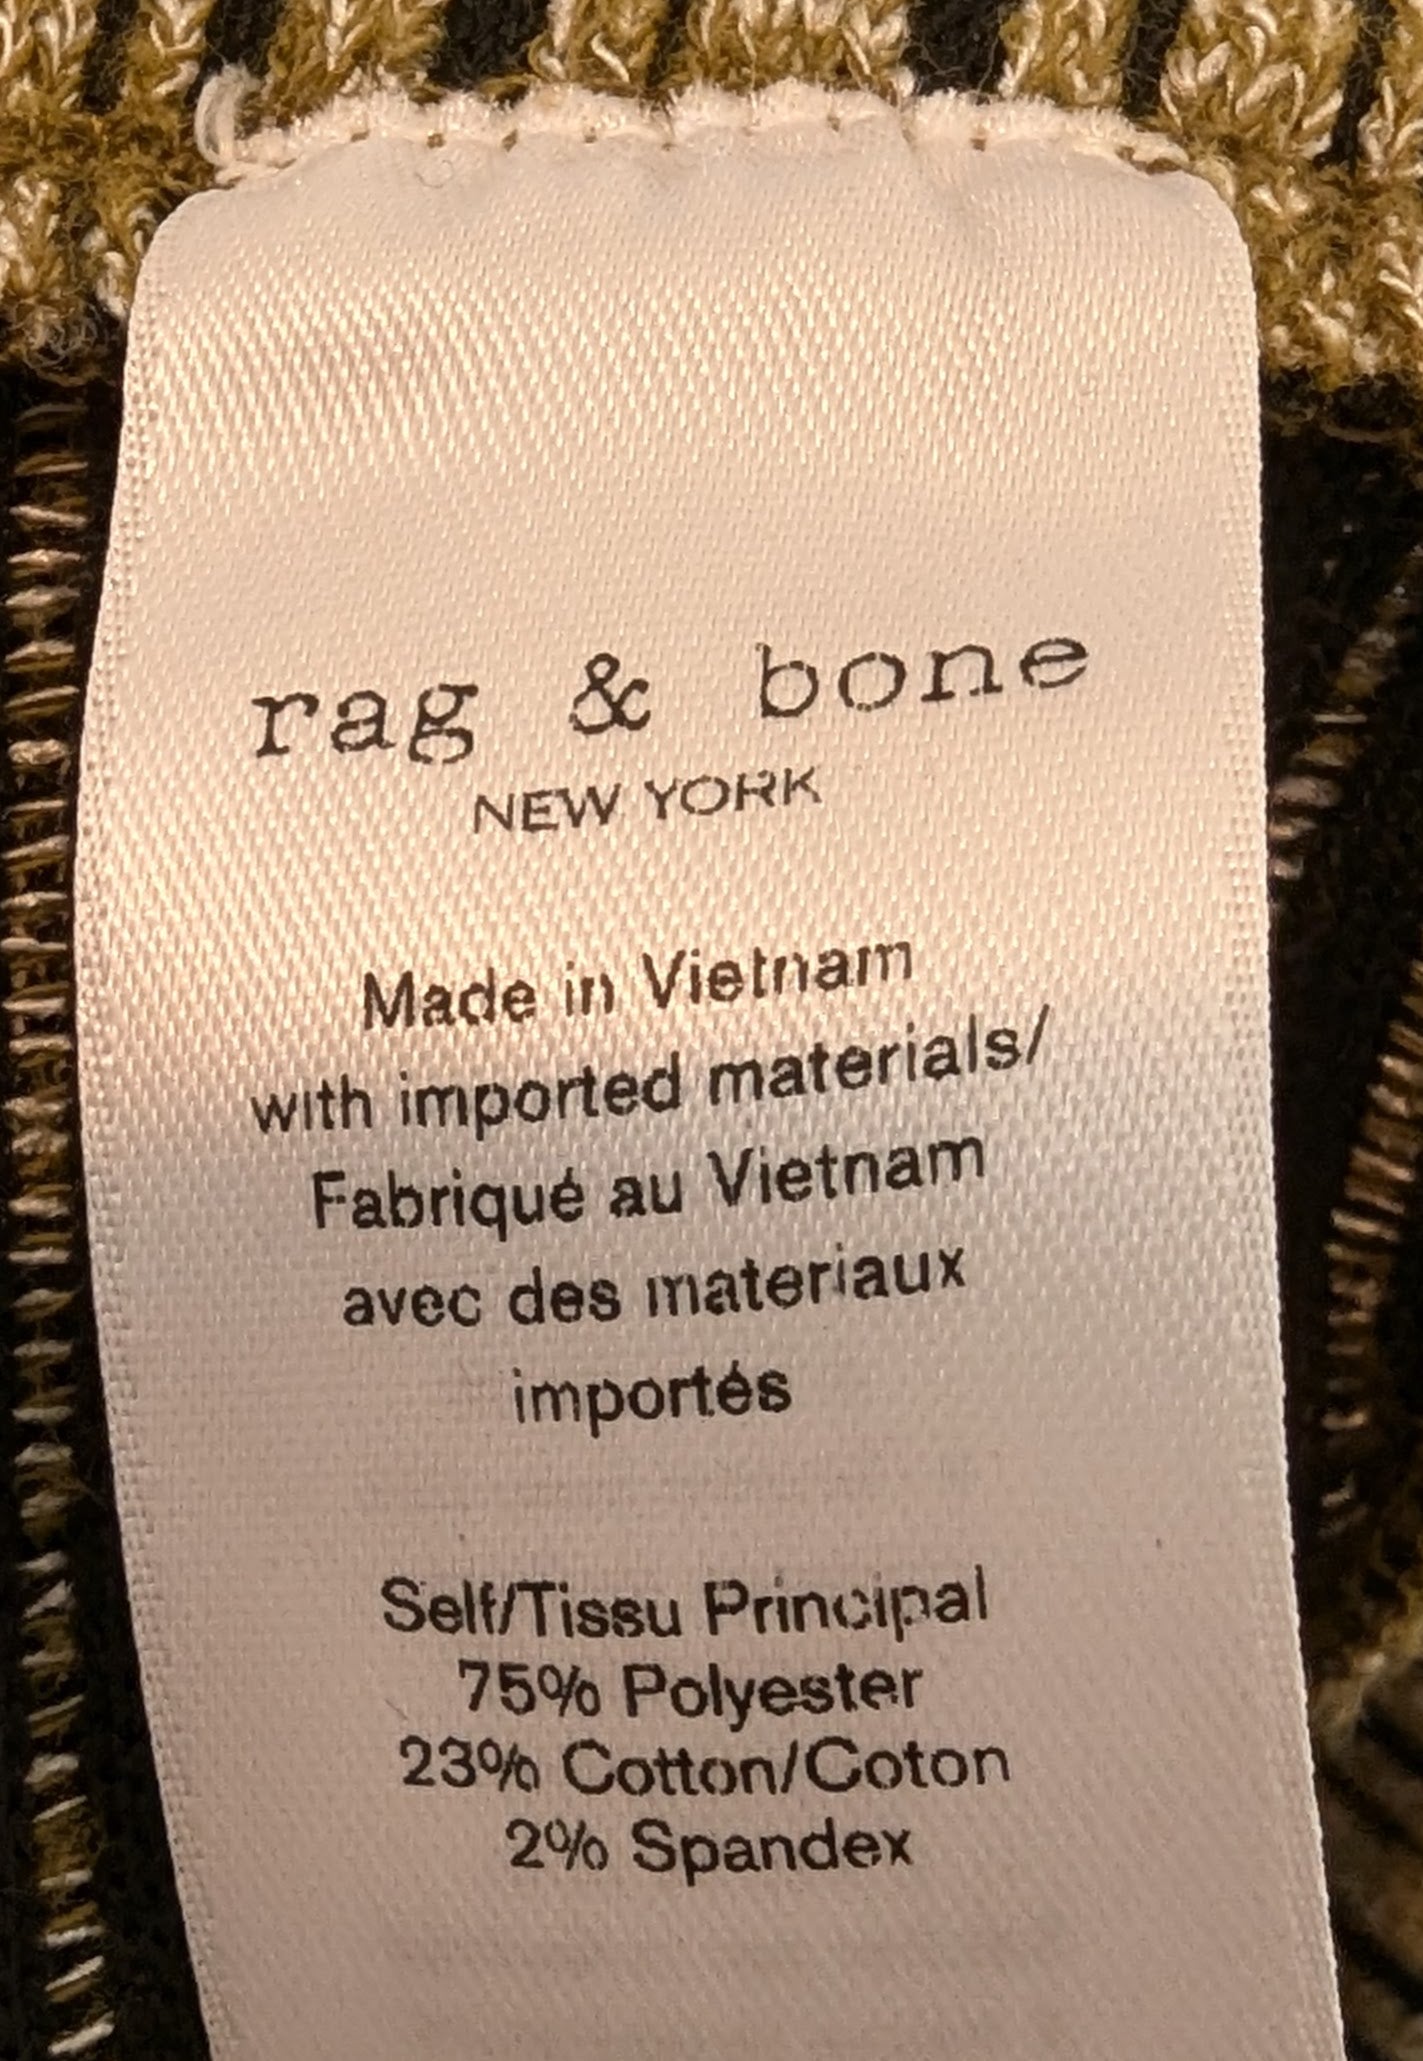 rag & bone
NEW YORK
Made in Vietnam
with imported materials/
Fabriqué au Vietnam
avec des materiaux
importés
Self/Tissu Principal
75% Polyester
23% Cotton/Coton
2% Spandex